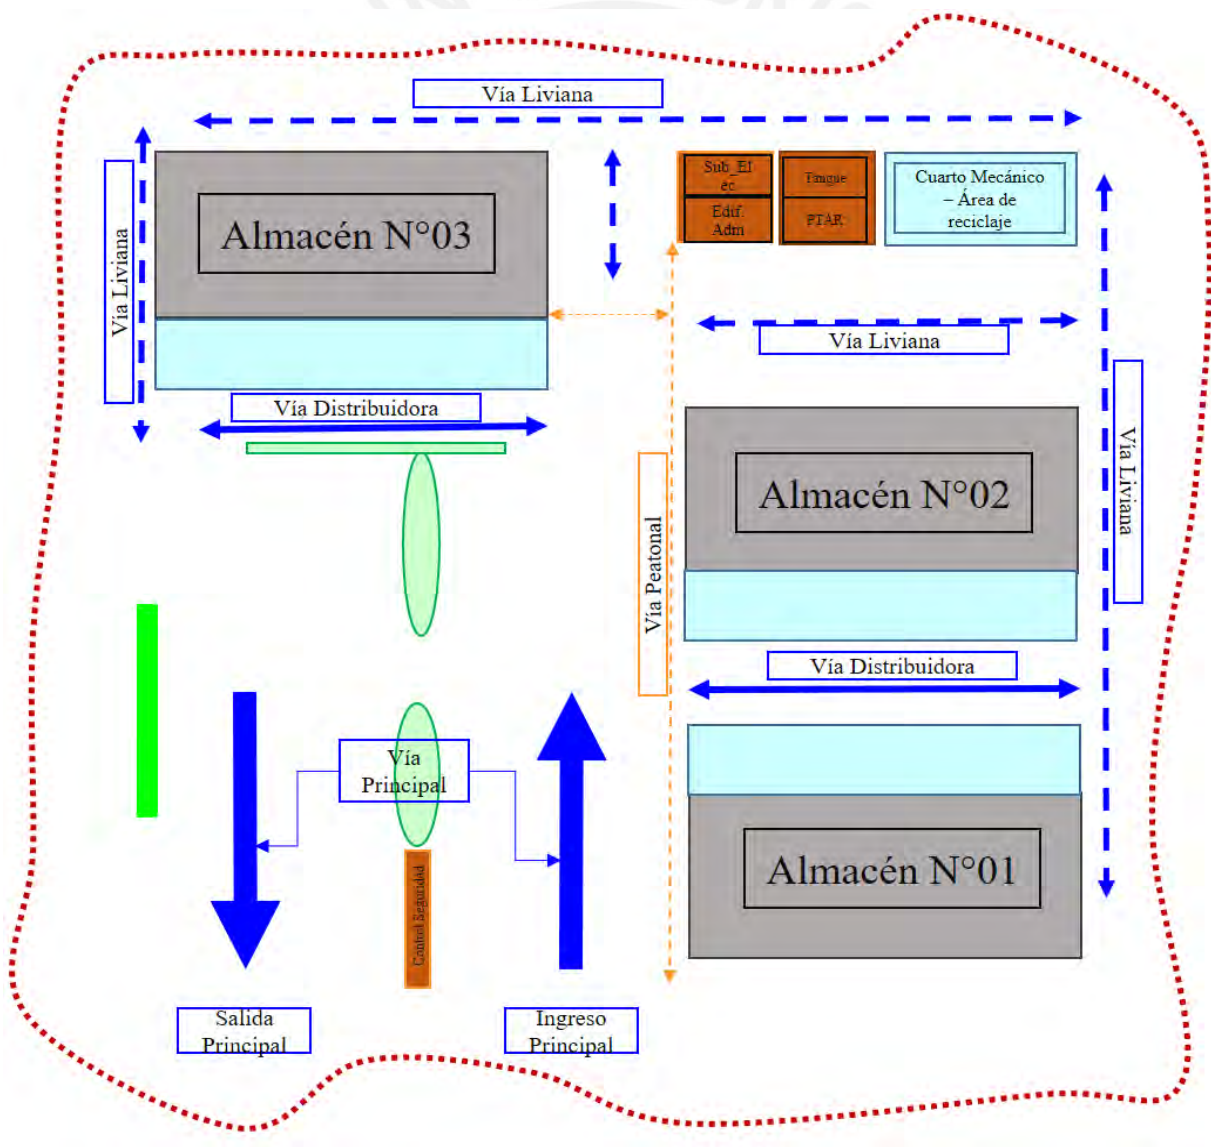 Vía Liviana
Vía Liviana
Almacén N°03
Sub_El
ec.
Edif.
Adm
Tanque
PTAR
Cuarto Mecánico
– Área de
reciclaje
Vía Liviana
Vía Distribuidora
Almacén N°02
Vía Liviana
Vía Peatonal
Vía Distribuidora
Vía
Principal
Almacén N°01
Control Seguridad
Salida
Principal
Ingreso
Principal